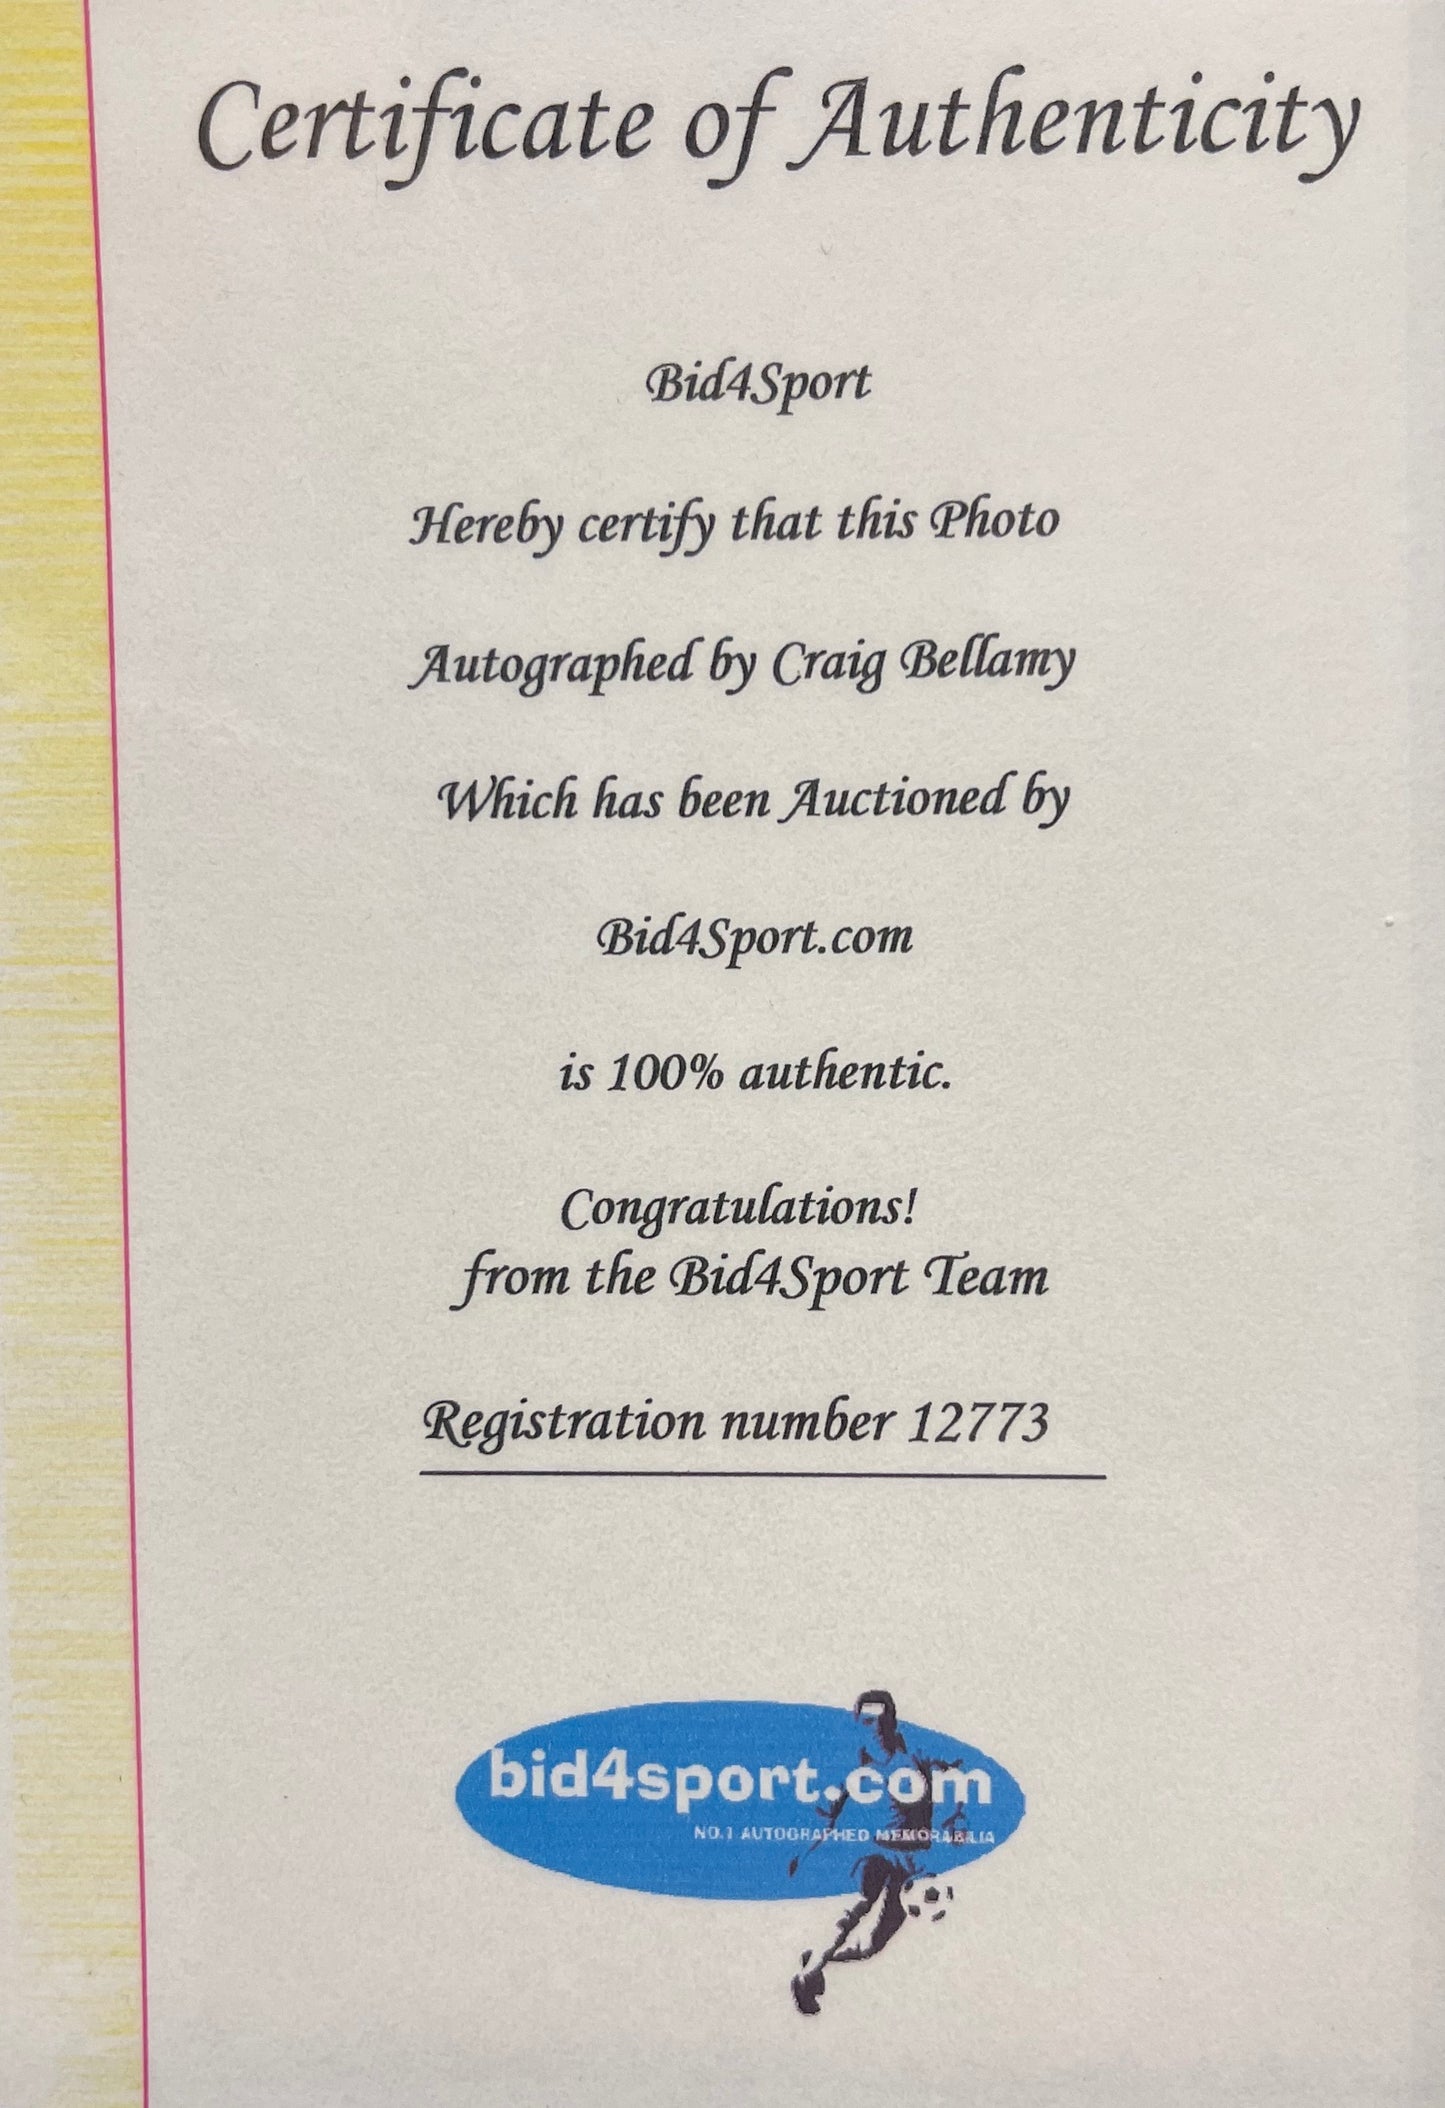 Certificate of Authenticity
Bid4Sport
Hereby certify that this Photo
Autographed by Craig Bellamy
Which has been Auctioned by
Bid4Sport.com
is 100% authentic.
Congratulations!
from the Bid4Sport Team
Registration number 12773
bid4sport.com
NO.1 AUTOGRAPHED MEMORABILIA